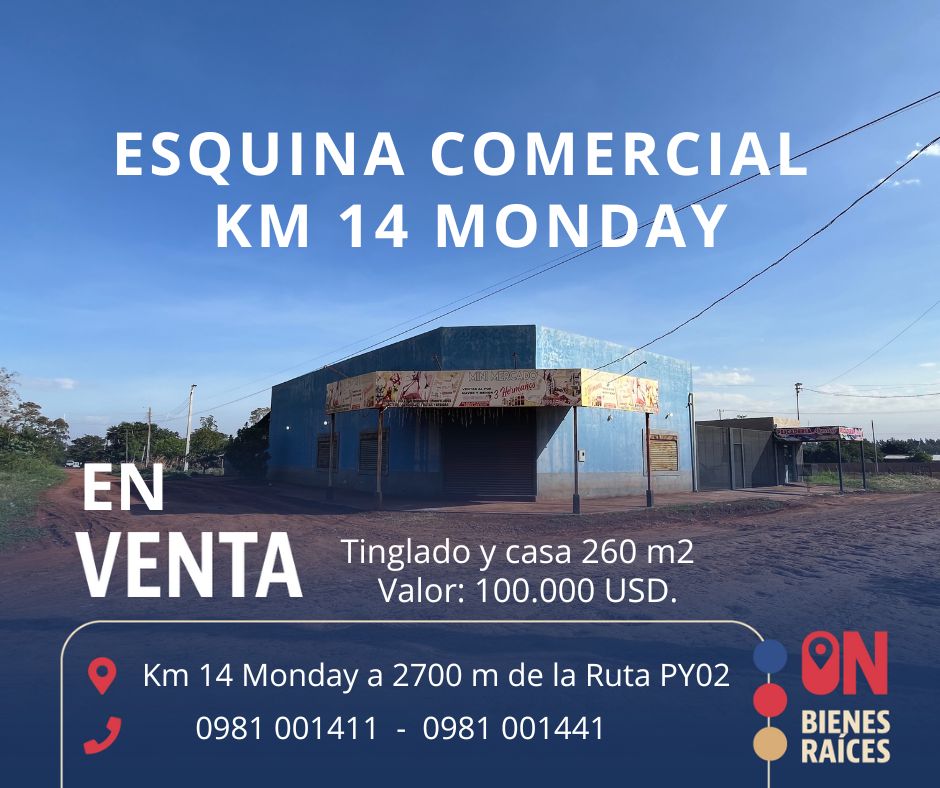 ESQUINA COMERCIAL
KM 14 MONDAY
MINI MERCADO
3 Hermanos
EN
VENTA
Tinglado y casa 260 m2
Valor: 100.000 USD.
Km 14 Monday a 2700 m de la Ruta PY02
0981 001411 - 0981 001441
ON
BIENES
RAÍCES